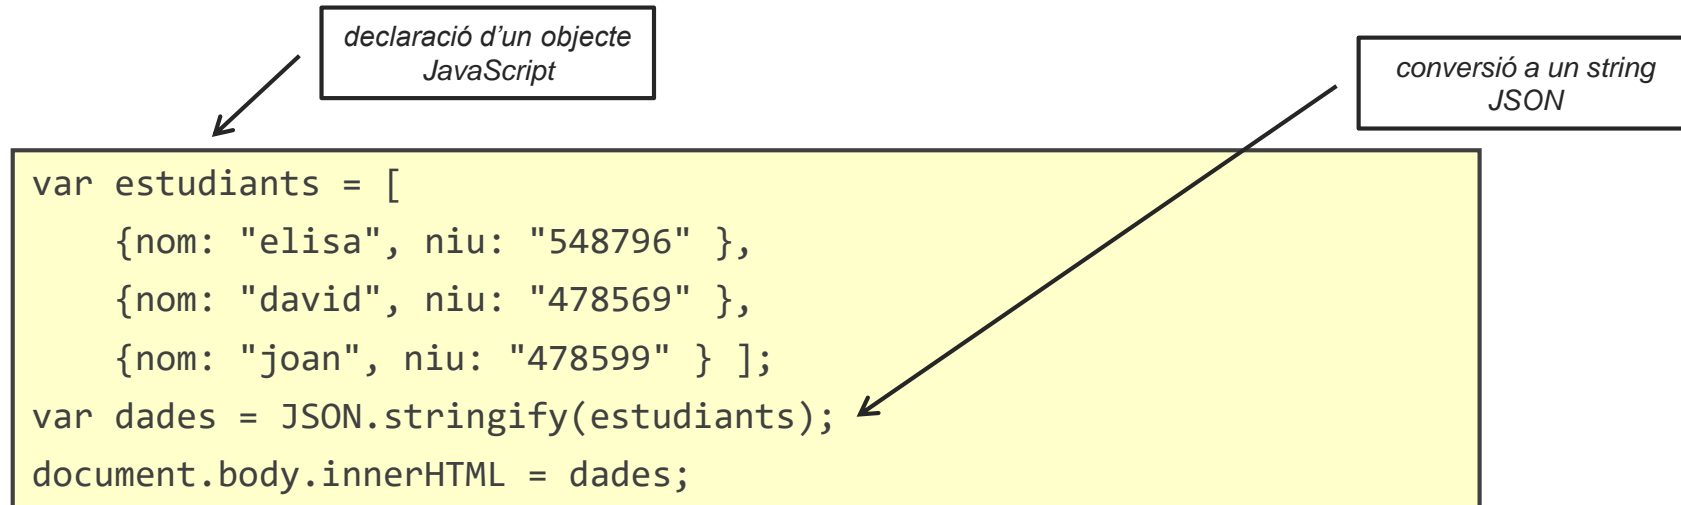 declaració d’un objecte
JavaScript
conversió a un string
JSON
var estudiants = [
{nom: "elisa", niu: "548796" },
{nom: "david", niu: "478569" },
{nom: "joan", niu: "478599" } ];
var dades = JSON.stringify(estudiants);
document.body.innerHTML = dades;